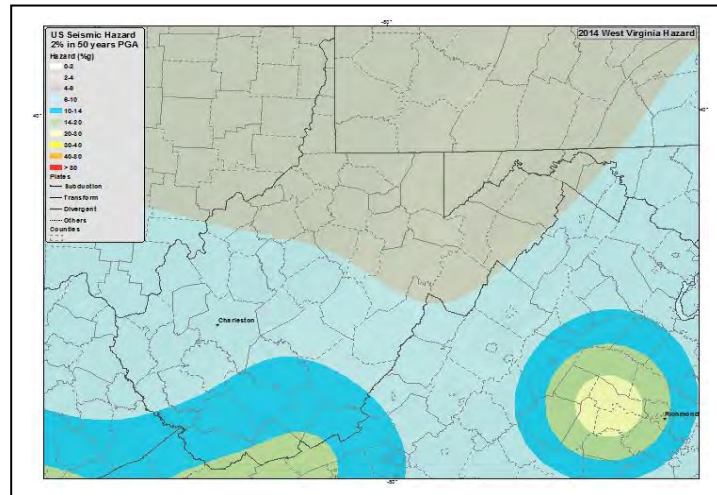 US Seismic Hazard
2% in 50 years PGA
Hazard (%g)
0-2
2-4
4-6
6-10
10-14
14-20
20-30
30-40
40-80
> 80
Plates
Subduction
Transform
Divergent
Others
Counties
2014 West Virginia Hazard
-80°
40°
40°
Charleston
Richmond
-80°